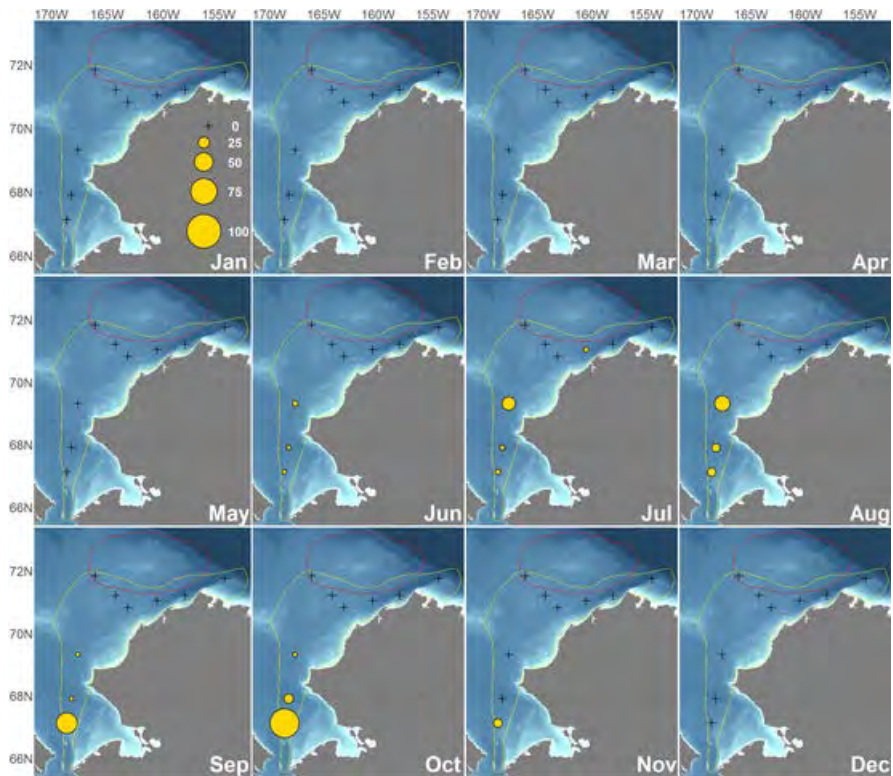 170W 165W 160W 155W 170W 165W 160W 155W 170W 165W 160W 155W 170W 165W 160W 155W
72N
70N
68N
66N
0
25
50
75
100
Jan Feb Mar Apr
72N
70N
68N
66N
May Jun Jul Aug
72N
70N
68N
66N
Sep Oct Nov Dec